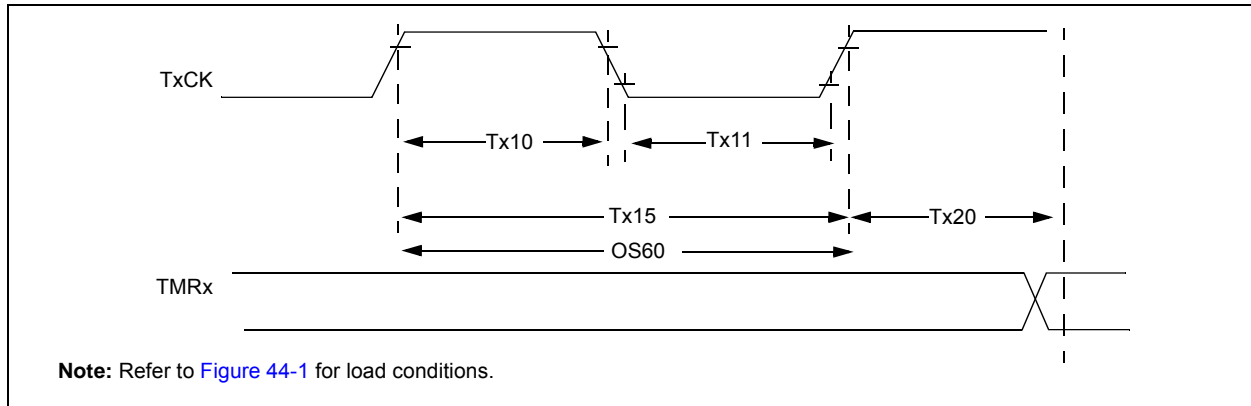 TxCK
Tx10
Tx11
Tx15
Tx20
OS60
TMRx
Note: Refer to Figure 44-1 for load conditions.